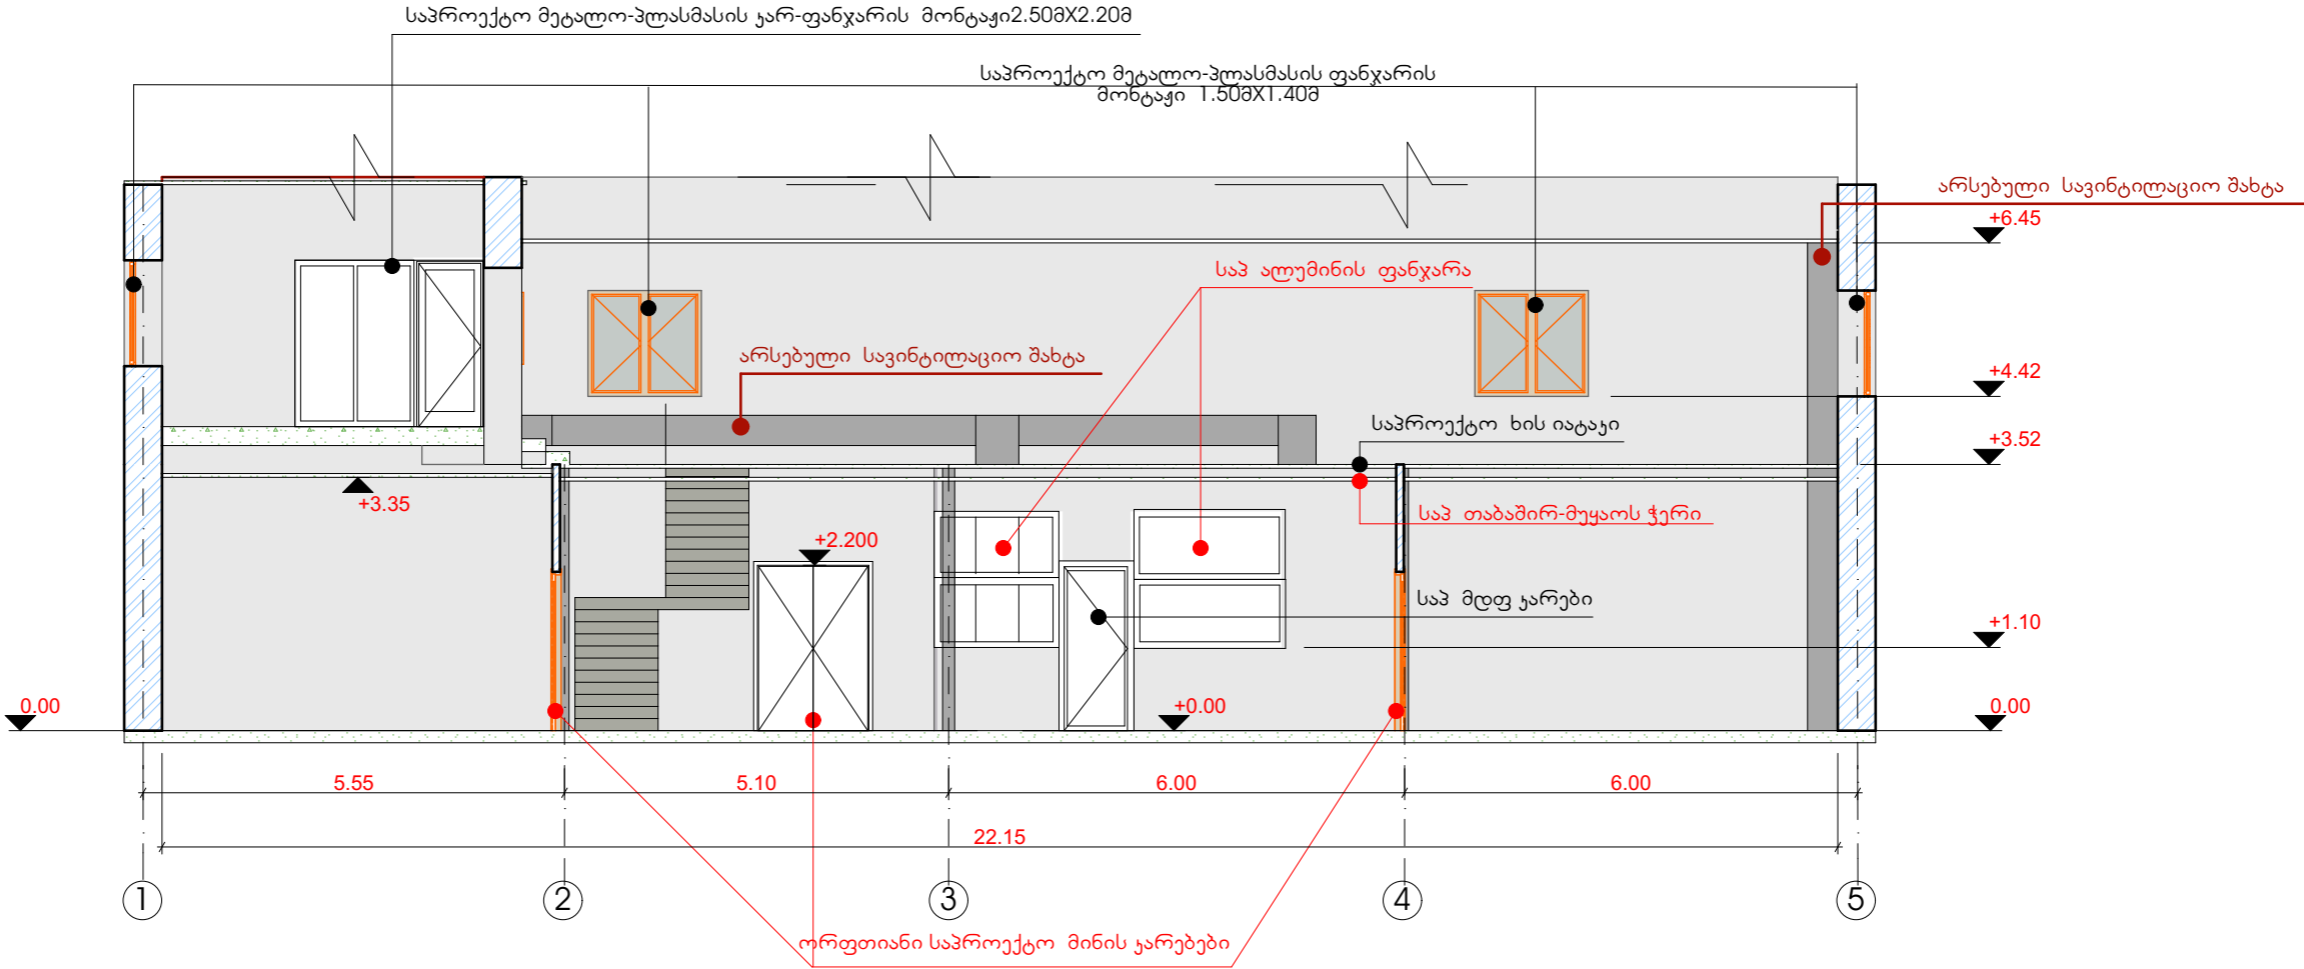 საპროექტო მეტალო-პლასმასის კარ-ფანჯარის მონტაჟი2.50მX2.20მ
საპროექტო მეტალო-პლასმასის ფანჯარის
მონტაჟი 1.50მX1.40მ
არსებული სავინტილაციო შახტა
+6.45
საპ ალუმინის ფანჯარა
არსებული სავინტილაციო შახტა
+4.42
საპროექტო ხის იატაკი
+3.52
+3.35
საპ თაბაშირ-მუყაოს ჭერი
+2.200
საპ მდფ კარები
+1.10
0.00
+0.00
0.00
5.55
5.10
6.00
6.00
22.15
1
2
3
4
5
ორფთიანი საპროექტო მინის კარებები